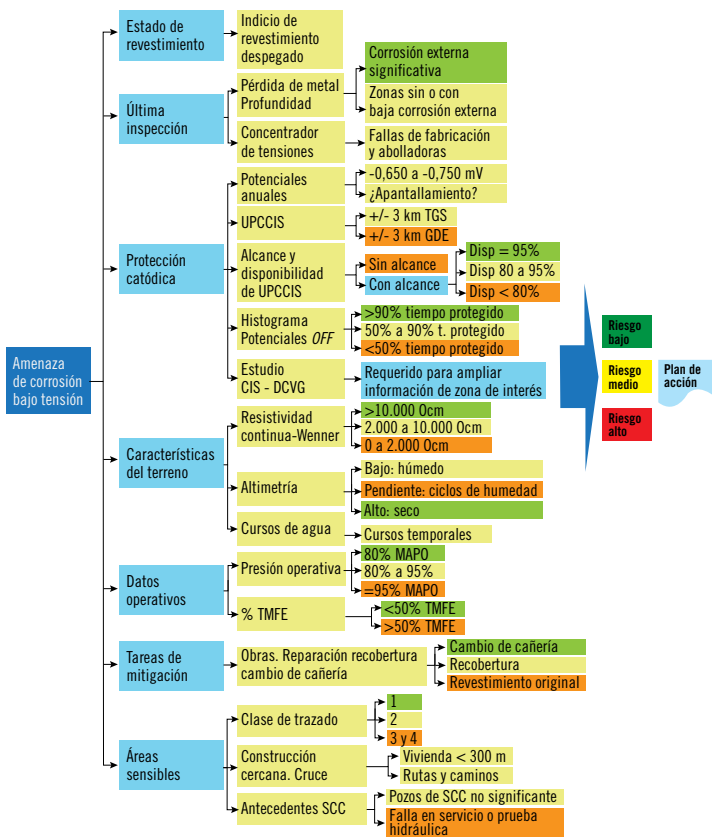 Amenaza
de corrosión
bajo tensión
Estado de
revestimiento
Indicio de
revestimiento
despegado
Última
inspección
Pérdida de metal
Profundidad
Corrosión externa
significativa
Zonas sin o con
baja corrosión externa
Concentrador
de tensiones
Fallas de fabricación
y abolladoras
Protección
catódica
Potenciales
anuales
-0,650 a -0,750 mV
¿Apantallamiento?
UPCCIS
+/- 3 km TGS
+/- 3 km GDE
Alcance y
disponibilidad
de UPCCIS
Sin alcance
Con alcance
Disp = 95%
Disp 80 a 95%
Disp < 80%
Histograma
Potenciales OFF
>90% tiempo protegido
50% a 90% t. protegido
<50% tiempo protegido
Estudio
CIS - DCVG
Requerido para ampliar
información de zona de interés
Características
del terreno
Resistividad
continua-Wenner
>10.000 Ocm
2.000 a 10.000 Ocm
0 a 2.000 Ocm
Altimetría
Bajo: húmedo
Pendiente: ciclos de humedad
Alto: seco
Cursos de agua
Cursos temporales
Datos
operativos
Presión operativa
80% MAPO
80% a 95%
=95% MAPO
% TMFE
<50% TMFE
>50% TMFE
Tareas de
mitigación
Obras. Reparación recobertura
cambio de cañería
Cambio de cañería
Recobertura
Revestimiento original
Áreas
sensibles
Clase de trazado
1
2
3 y 4
Construcción
cercana. Cruce
Vivienda < 300 m
Rutas y caminos
Antecedentes SCC
Pozos de SCC no significante
Falla en servicio o prueba
hidráulica
Riesgo
bajo
Riesgo
medio
Riesgo
alto
Plan de
acción